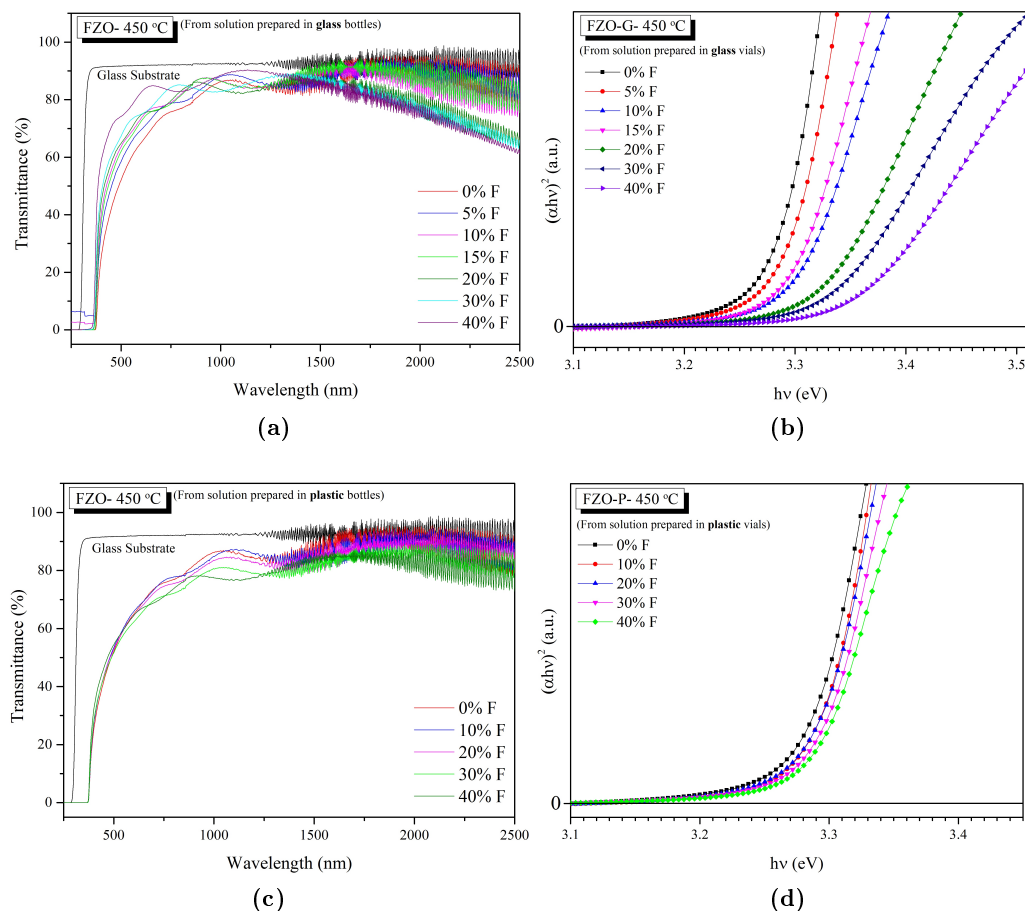 FZO- 450 °C
(From solution prepared in glass bottles)
Transmittance (%)
100
80
60
40
20
0
Glass Substrate
0% F
5% F
10% F
15% F
20% F
30% F
40% F
500
1000
1500
2000
2500
Wavelength (nm)
(a)
FZO-G- 450 °C
(From solution prepared in glass vials)
0% F
5% F
10% F
15% F
20% F
30% F
40% F
(αhν)² (a.u.)
0
3.1
3.2
3.3
3.4
3.5
hν (eV)
(b)
FZO- 450 °C
(From solution prepared in plastic bottles)
Transmittance (%)
100
80
60
40
20
0
Glass Substrate
0% F
10% F
20% F
30% F
40% F
500
1000
1500
2000
2500
Wavelength (nm)
(c)
FZO-P- 450 °C
(From solution prepared in plastic vials)
0% F
10% F
20% F
30% F
40% F
(αhν)² (a.u.)
0
3.1
3.2
3.3
3.4
hν (eV)
(d)